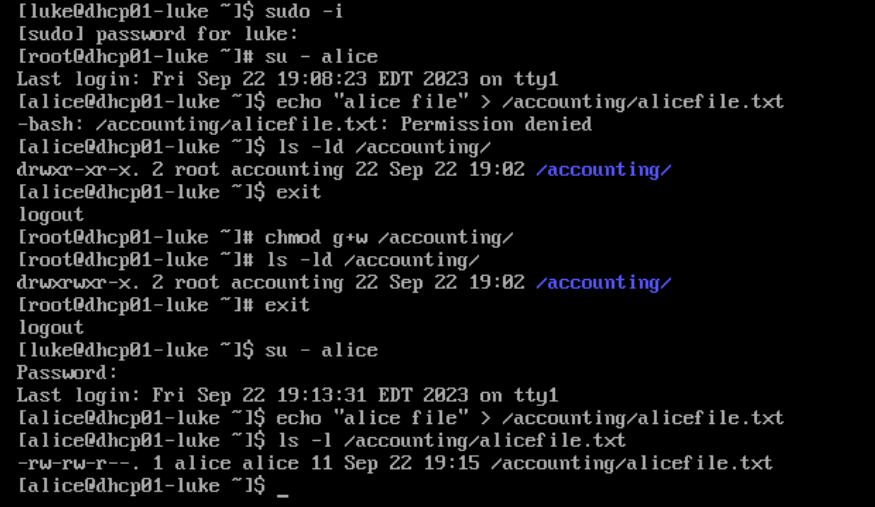 [luke@dhcp01-luke ~]$ sudo -i
[sudo] password for luke:
[root@dhcp01-luke ~]# su - alice
Last login: Fri Sep 22 19:08:23 EDT 2023 on tty1
[alice@dhcp01-luke ~]$ echo "alice file" > /accounting/alicefile.txt
-bash: /accounting/alicefile.txt: Permission denied
[alice@dhcp01-luke ~]$ ls -ld /accounting/
drwxr-xr-x. 2 root accounting 22 Sep 22 19:02 /accounting/
[alice@dhcp01-luke ~]$ exit
logout
[root@dhcp01-luke ~]# chmod g+w /accounting/
[root@dhcp01-luke ~]# ls -ld /accounting/
drwxrwxr-x. 2 root accounting 22 Sep 22 19:02 /accounting/
[root@dhcp01-luke ~]# exit
logout
[luke@dhcp01-luke ~]$ su - alice
Password:
Last login: Fri Sep 22 19:13:31 EDT 2023 on tty1
[alice@dhcp01-luke ~]$ echo "alice file" > /accounting/alicefile.txt
[alice@dhcp01-luke ~]$ ls -l /accounting/alicefile.txt
-rw-rw-r--. 1 alice alice 11 Sep 22 19:15 /accounting/alicefile.txt
[alice@dhcp01-luke ~]$ _